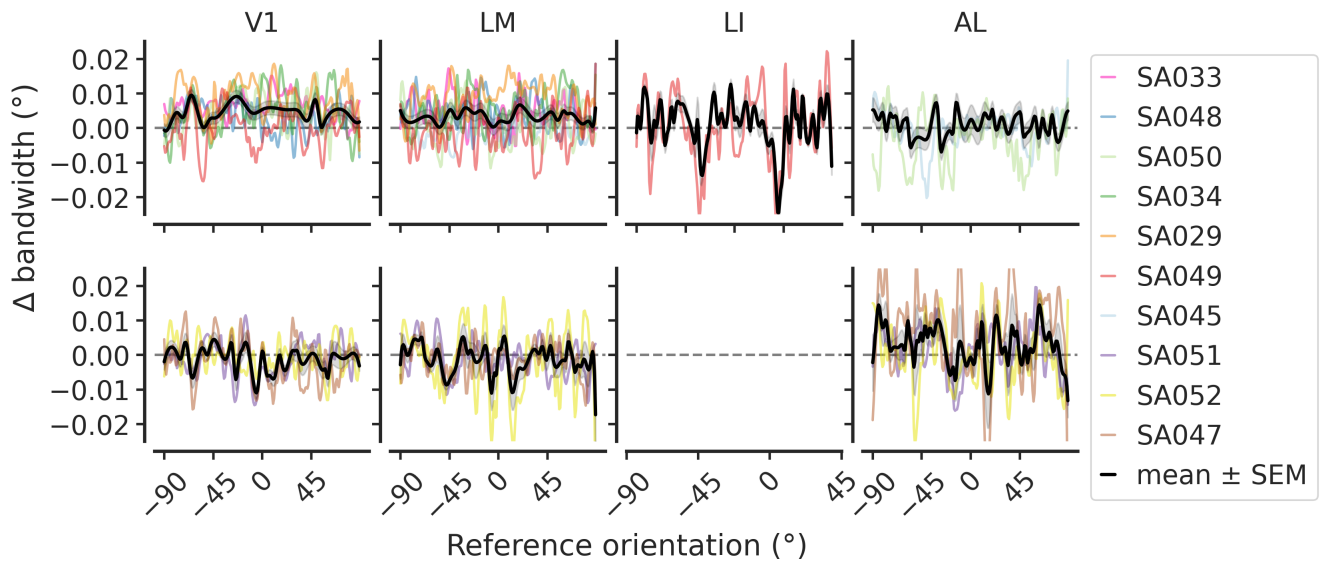 V1 LM LI AL
Δ bandwidth (°)
0.02
0.01
0.00
−0.01
−0.02
0.02
0.01
0.00
−0.01
−0.02
−90 −45 0 45 −90 −45 0 45 −90 −45 0 45 −90 −45 0 45
Reference orientation (°)
SA033
SA048
SA050
SA034
SA029
SA049
SA045
SA051
SA052
SA047
mean ± SEM